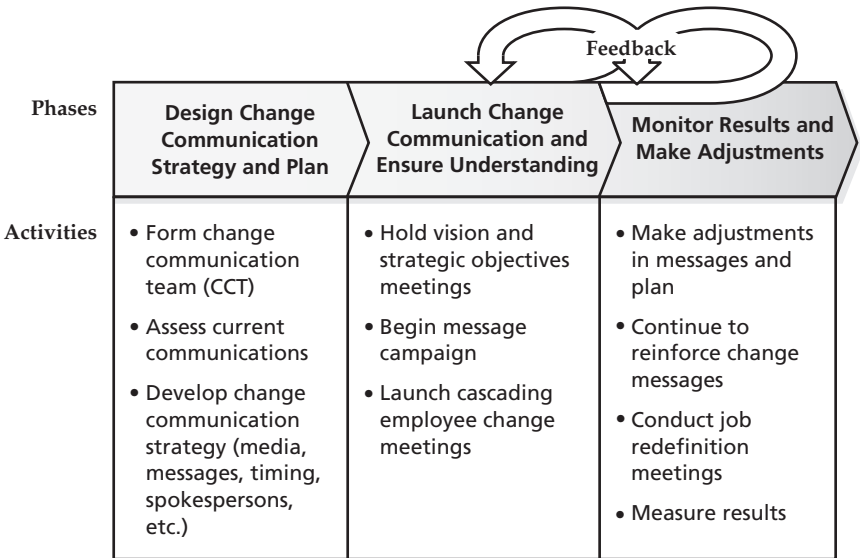 Feedback
Phases
Design Change
Communication
Strategy and Plan
Launch Change
Communication and
Ensure Understanding
Monitor Results and
Make Adjustments
Activities
• Form change
communication
team (CCT)
• Assess current
communications
• Develop change
communication
strategy (media,
messages, timing,
spokespersons,
etc.)
• Hold vision and
strategic objectives
meetings
• Begin message
campaign
• Launch cascading
employee change
meetings
• Make adjustments
in messages and
plan
• Continue to
reinforce change
messages
• Conduct job
redefinition
meetings
• Measure results